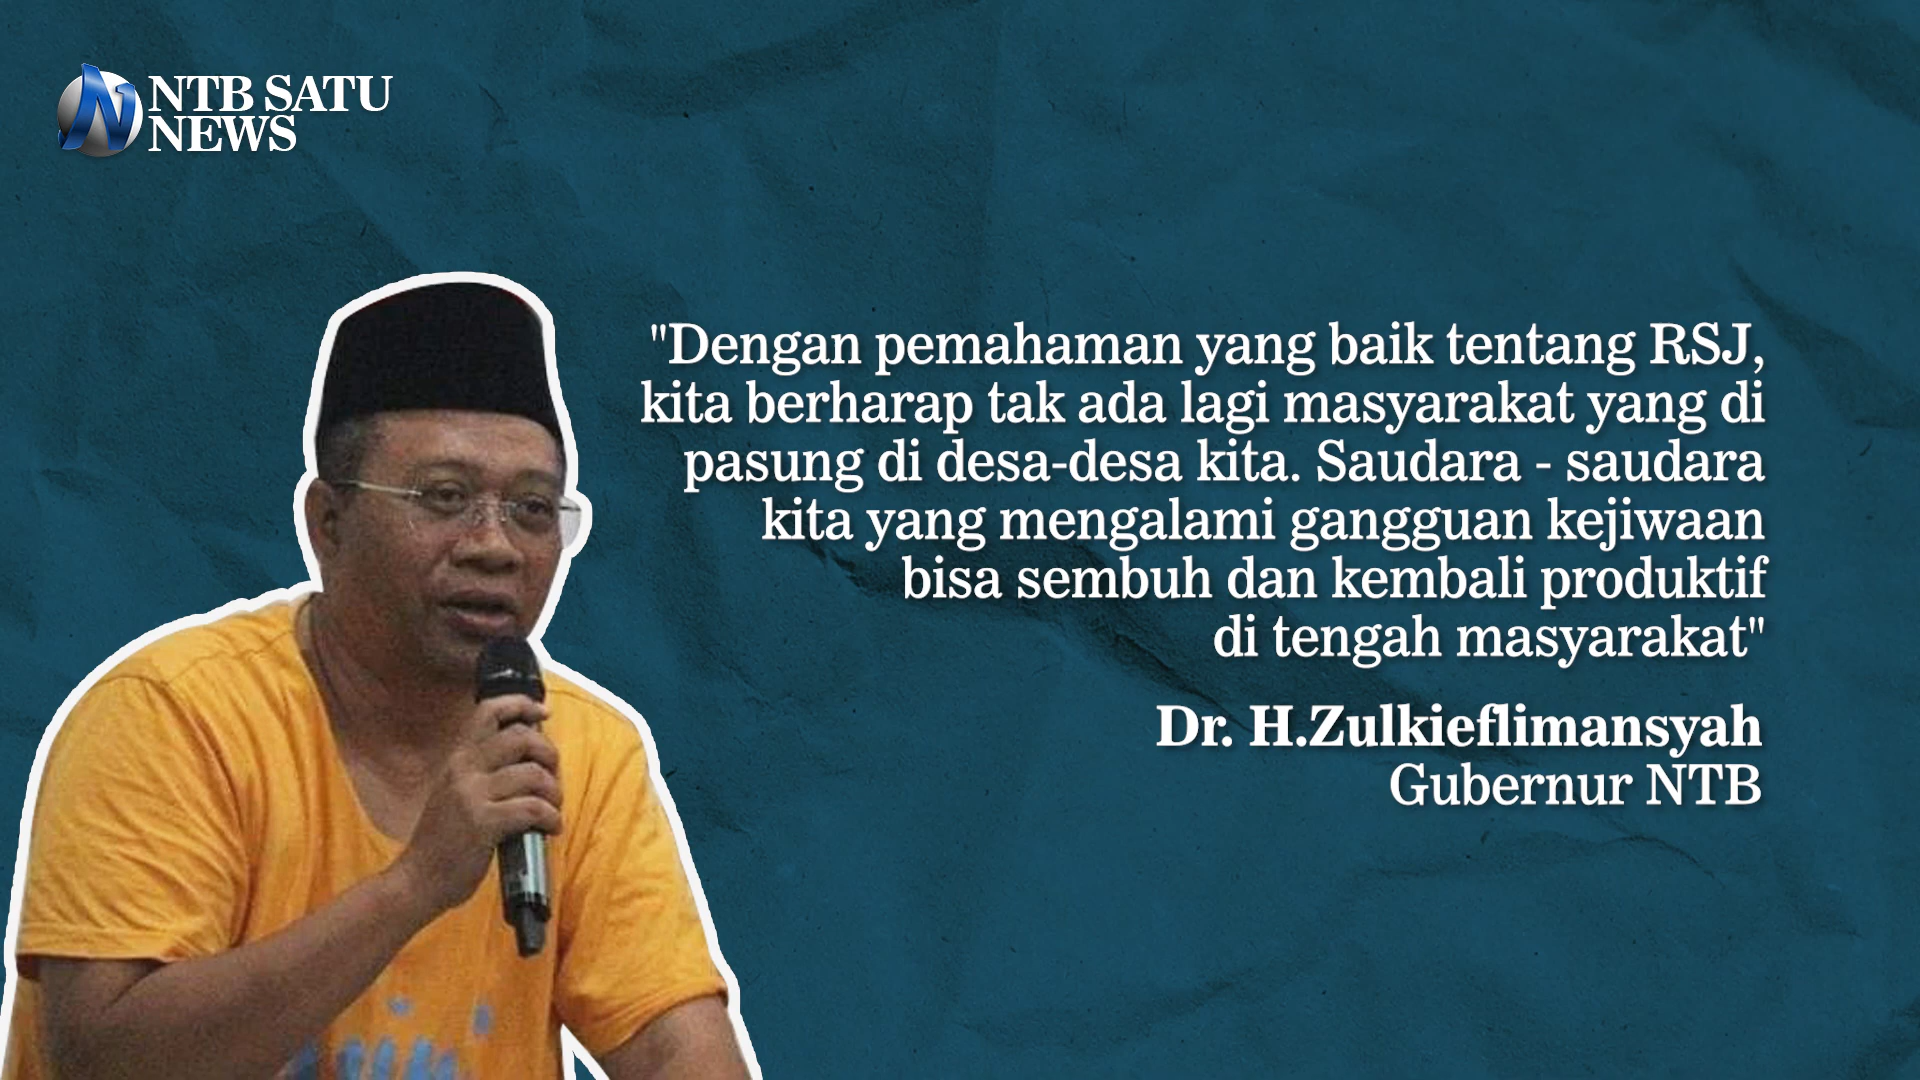 NTB SATU
NEWS
"Dengan pemahaman yang baik tentang RSJ,
kita berharap tak ada lagi masyarakat yang di
pasung di desa-desa kita. Saudara - saudara
kita yang mengalami gangguan kejiwaan
bisa sembuh dan kembali produktif
di tengah masyarakat"
Dr. H.Zulkieflimansyah
Gubernur NTB